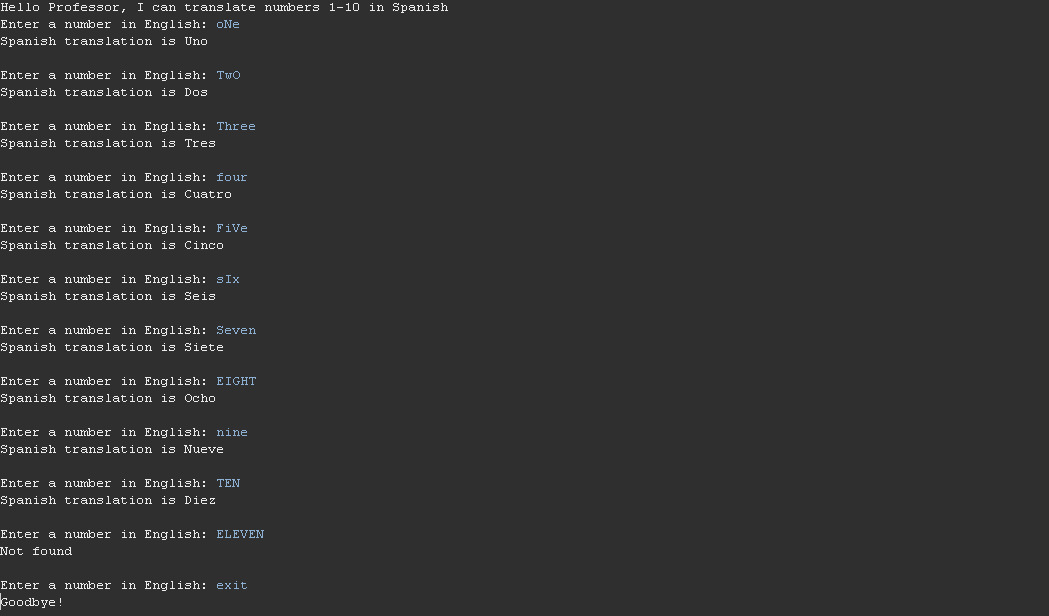 Hello Professor, I can translate numbers 1-10 in Spanish
Enter a number in English: oNe
Spanish translation is Uno
Enter a number in English: TwO
Spanish translation is Dos
Enter a number in English: Three
Spanish translation is Tres
Enter a number in English: four
Spanish translation is Cuatro
Enter a number in English: FiVe
Spanish translation is Cinco
Enter a number in English: sIx
Spanish translation is Seis
Enter a number in English: Seven
Spanish translation is Siete
Enter a number in English: EIGHT
Spanish translation is Ocho
Enter a number in English: nine
Spanish translation is Nueve
Enter a number in English: TEN
Spanish translation is Diez
Enter a number in English: ELEVEN
Not found
Enter a number in English: exit
Goodbye!